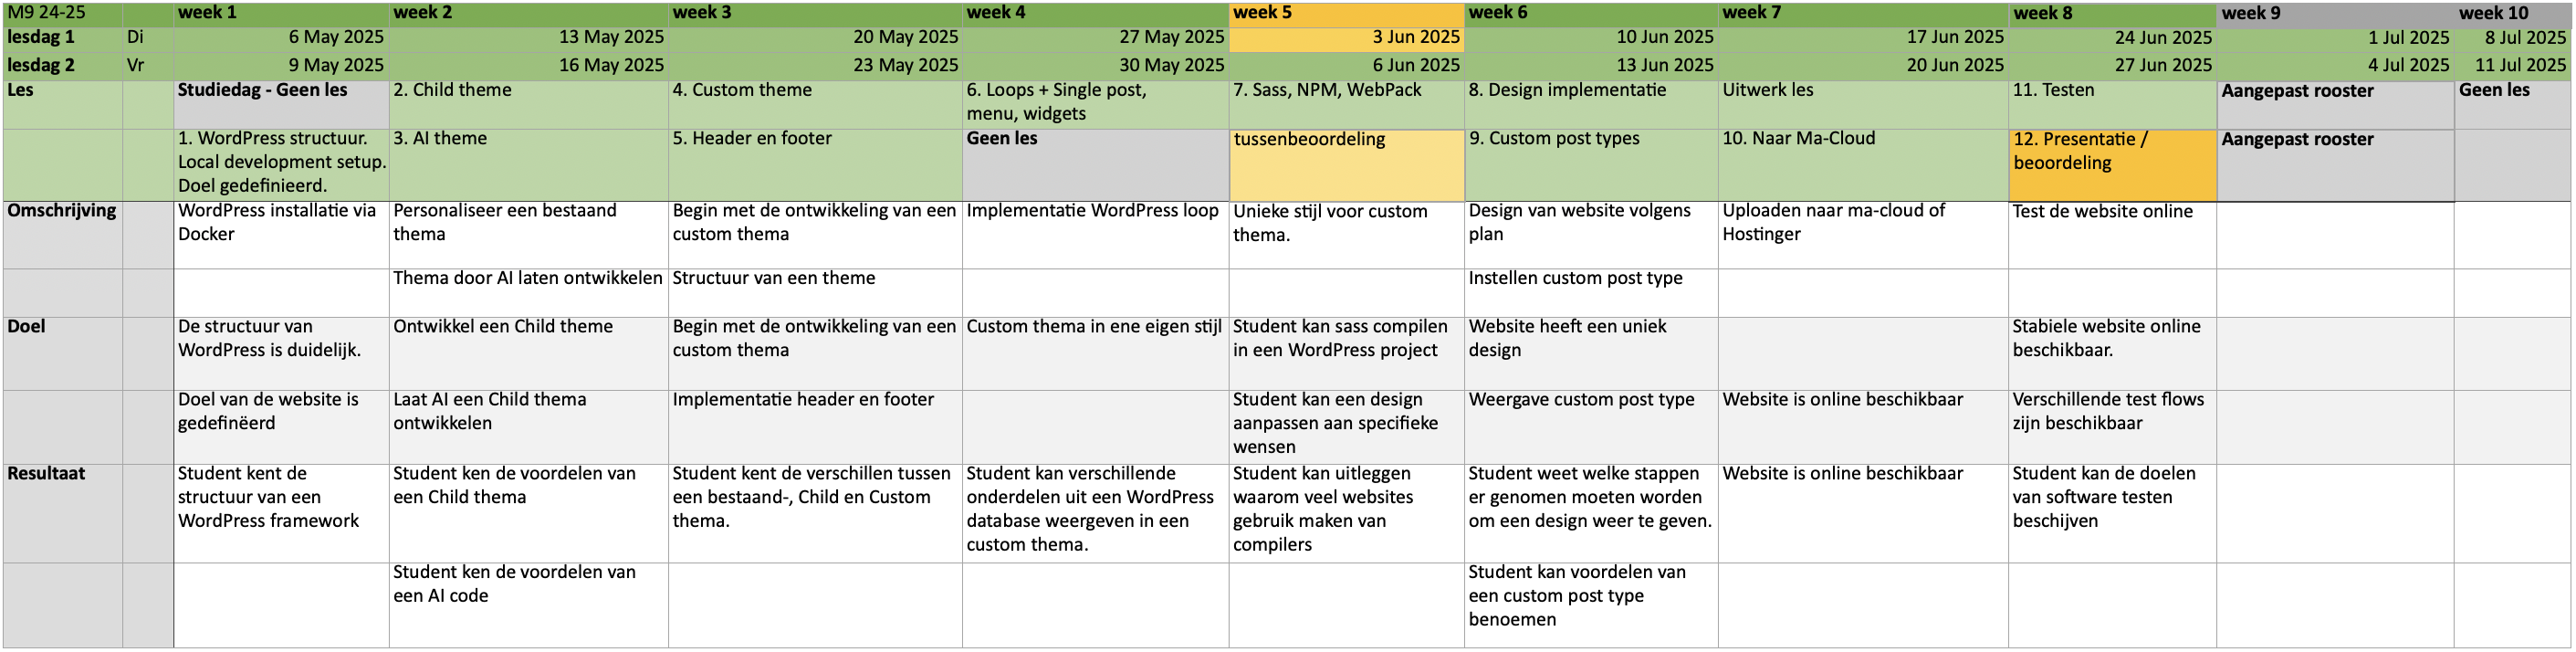 M9 24-25 week 1 week 2 week 3 week 4 week 5 week 6 week 7 week 8 week 9 week 10
lesdag 1 Di 6 May 2025 13 May 2025 20 May 2025 27 May 2025 3 Jun 2025 10 Jun 2025 17 Jun 2025 24 Jun 2025 1 Jul 2025 8 Jul 2025
lesdag 2 Vr 9 May 2025 16 May 2025 23 May 2025 30 May 2025 6 Jun 2025 13 Jun 2025 20 Jun 2025 27 Jun 2025 4 Jul 2025 11 Jul 2025
Les
Studiedag - Geen les
2. Child theme
4. Custom theme
6. Loops + Single post,
menu, widgets
7. Sass, NPM, WebPack
8. Design implementatie
Uitwerk les
11. Testen
Aangepast rooster
Geen les
1. WordPress structuur.
Local development setup.
Doel gedefinieerd.
3. AI theme
5. Header en footer
Geen les
tussenbeoordeling
9. Custom post types
10. Naar Ma-Cloud
12. Presentatie /
beoordeling
Aangepast rooster
Omschrijving
WordPress installatie via
Docker
Personaliseer een bestaand
thema
Begin met de ontwikkeling van een
custom thema
Implementatie WordPress loop
Unieke stijl voor custom
thema.
Design van website volgens
plan
Uploaden naar ma-cloud of
Hostinger
Test de website online
Thema door AI laten ontwikkelen
Structuur van een theme
Instellen custom post type
Doel
De structuur van
WordPress is duidelijk.
Ontwikkel een Child theme
Begin met de ontwikkeling van een
custom thema
Custom thema in ene eigen stijl
Student kan sass compilen
in een WordPress project
Website heeft een uniek
design
Stabiele website online
beschikbaar.
Doel van de website is
gedefinëerd
Laat AI een Child thema
ontwikkelen
Implementatie header en footer
Student kan een design
aanpassen aan specifieke
wensen
Weergave custom post type
Website is online beschikbaar
Verschillende test flows
zijn beschikbaar
Resultaat
Student kent de
structuur van een
WordPress framework
Student ken de voordelen van
een Child thema
Student kent de verschillen tussen
een bestaand-, Child en Custom
thema.
Student kan verschillende
onderdelen uit een WordPress
database weergeven in een
custom thema.
Student kan uitleggen
waarom veel websites
gebruik maken van
compilers
Student weet welke stappen
er genomen moeten worden
om een design weer te geven.
Website is online beschikbaar
Student kan de doelen
van software testen
beschijven
Student ken de voordelen van
een AI code
Student kan voordelen van
een custom post type
benoemen